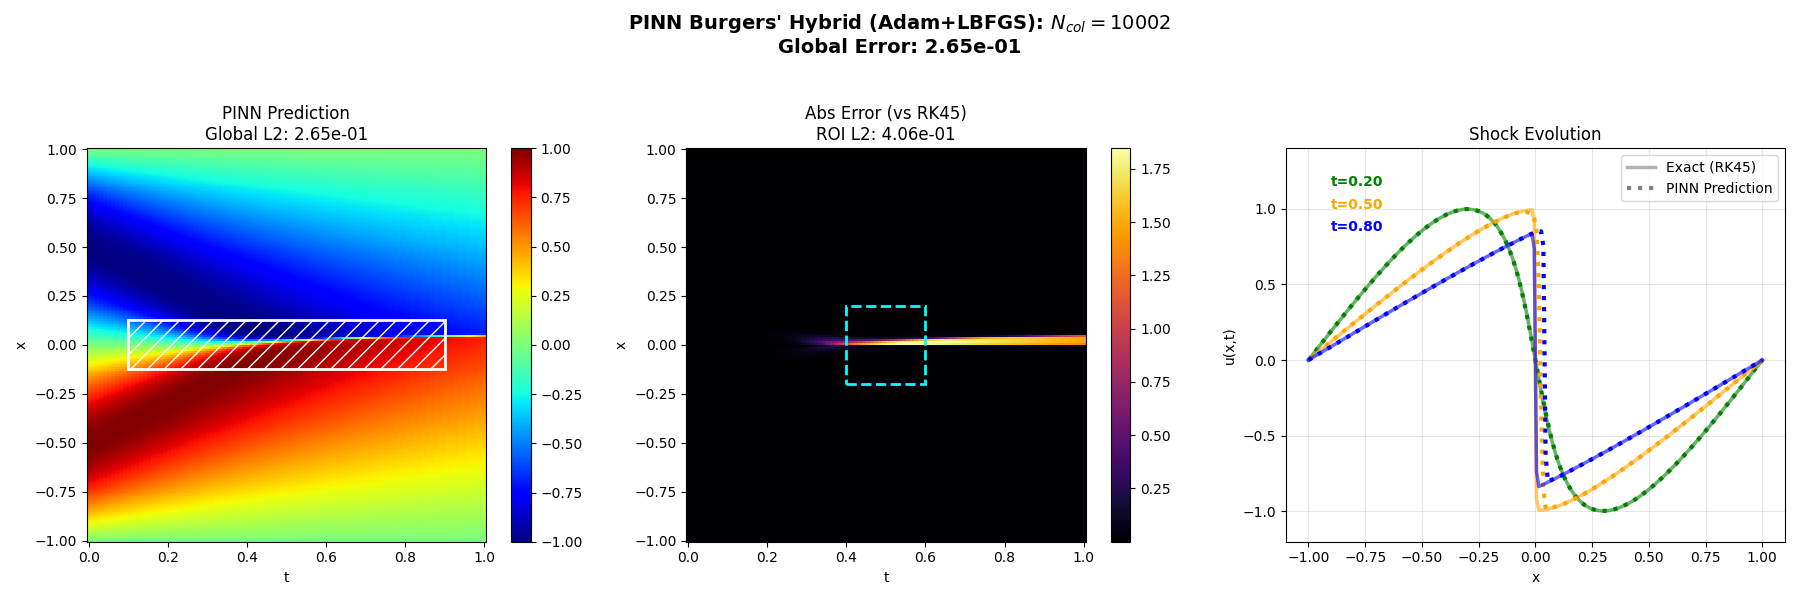 PINN Burgers' Hybrid (Adam+LBFGS): $N_{col} = 10002$
Global Error: 2.65e-01
PINN Prediction
Global L2: 2.65e-01
1.00
0.75
0.50
0.25
0.00
−0.25
−0.50
−0.75
−1.00
x
0.0 0.2 0.4 0.6 0.8 1.0
t
1.00
0.75
0.50
0.25
0.00
−0.25
−0.50
−0.75
−1.00
Abs Error (vs RK45)
ROI L2: 4.06e-01
1.00
0.75
0.50
0.25
0.00
−0.25
−0.50
−0.75
−1.00
x
0.0 0.2 0.4 0.6 0.8 1.0
t
1.75
1.50
1.25
1.00
0.75
0.50
0.25
Shock Evolution
Exact (RK45)
PINN Prediction
t=0.20
t=0.50
t=0.80
1.0
0.5
0.0
−0.5
−1.0
u(x,t)
−1.00 −0.75 −0.50 −0.25 0.00 0.25 0.50 0.75 1.00
x